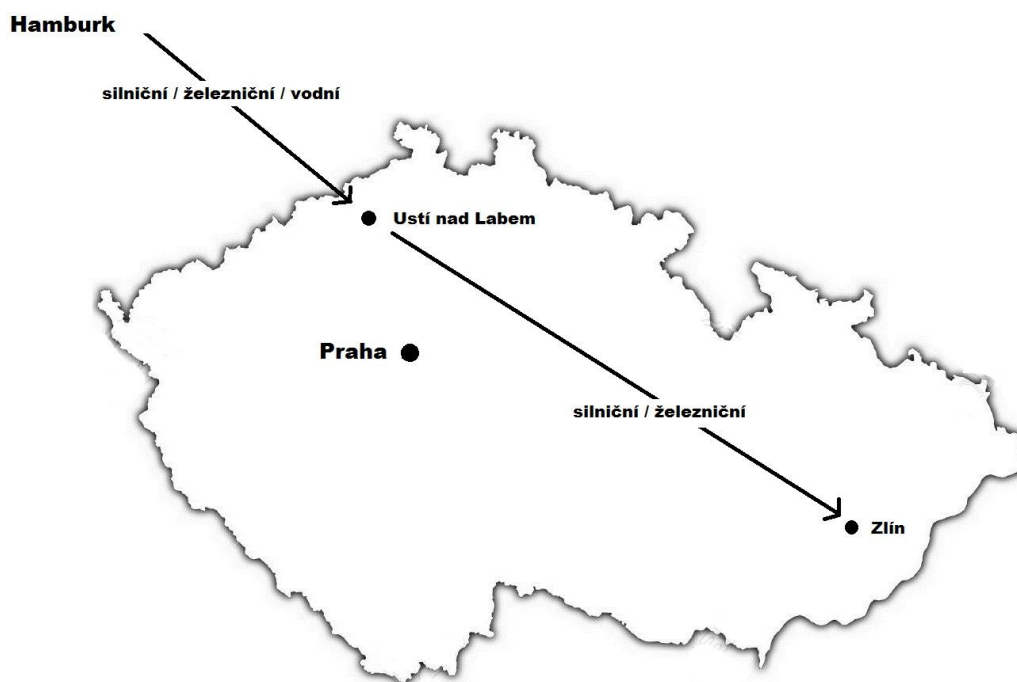 Hamburk
silniční / železniční / vodní
Ustí nad Labem
Praha
silniční / železniční
Zlín